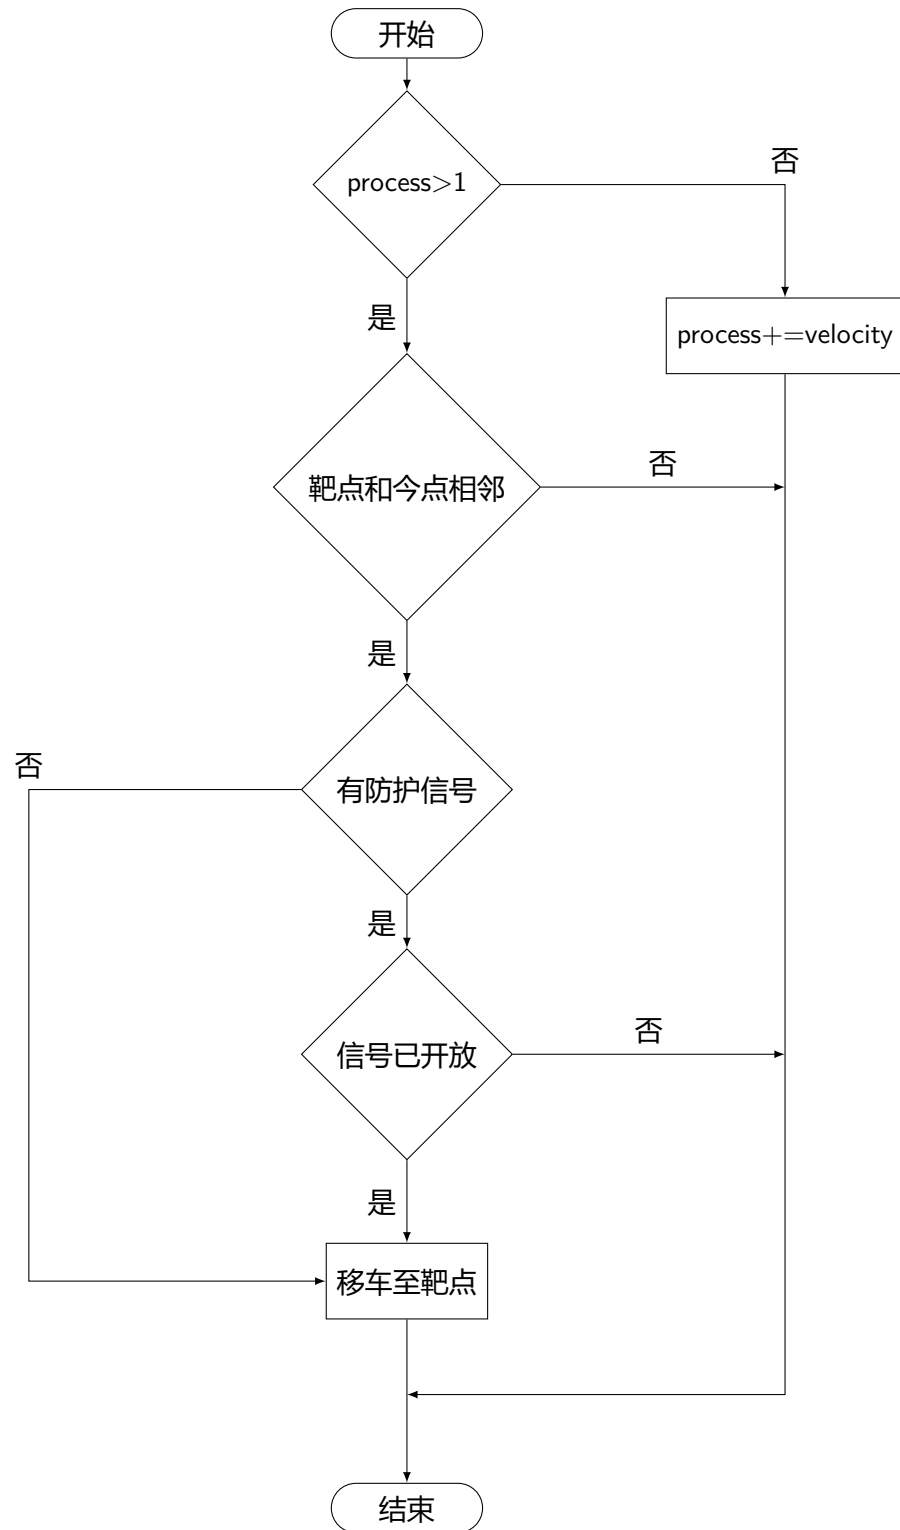 开始
process>1
否
是
process+=velocity
靶点和今点相邻
否
是
有防护信号
否
是
信号已开放
否
是
移车至靶点
结束